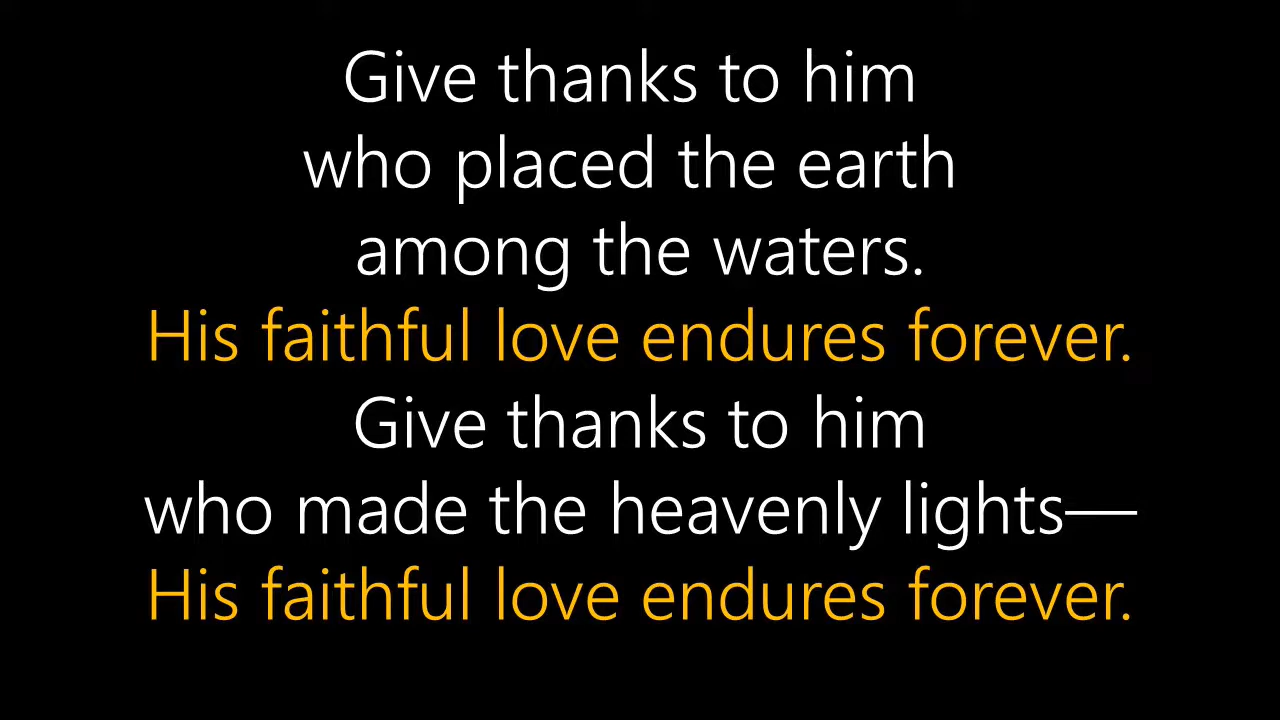 Give thanks to him
who placed the earth
among the waters.
His faithful love endures forever.
Give thanks to him
who made the heavenly lights—
His faithful love endures forever.